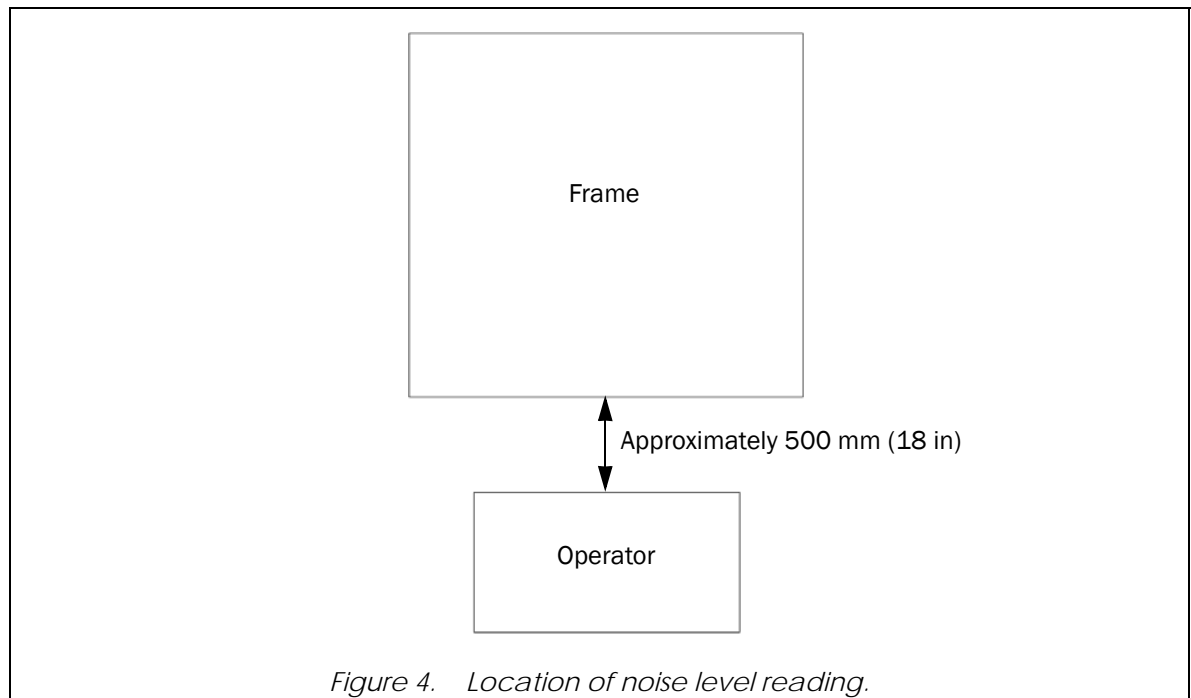 Frame
Approximately 500 mm (18 in)
Operator
Figure 4. Location of noise level reading.